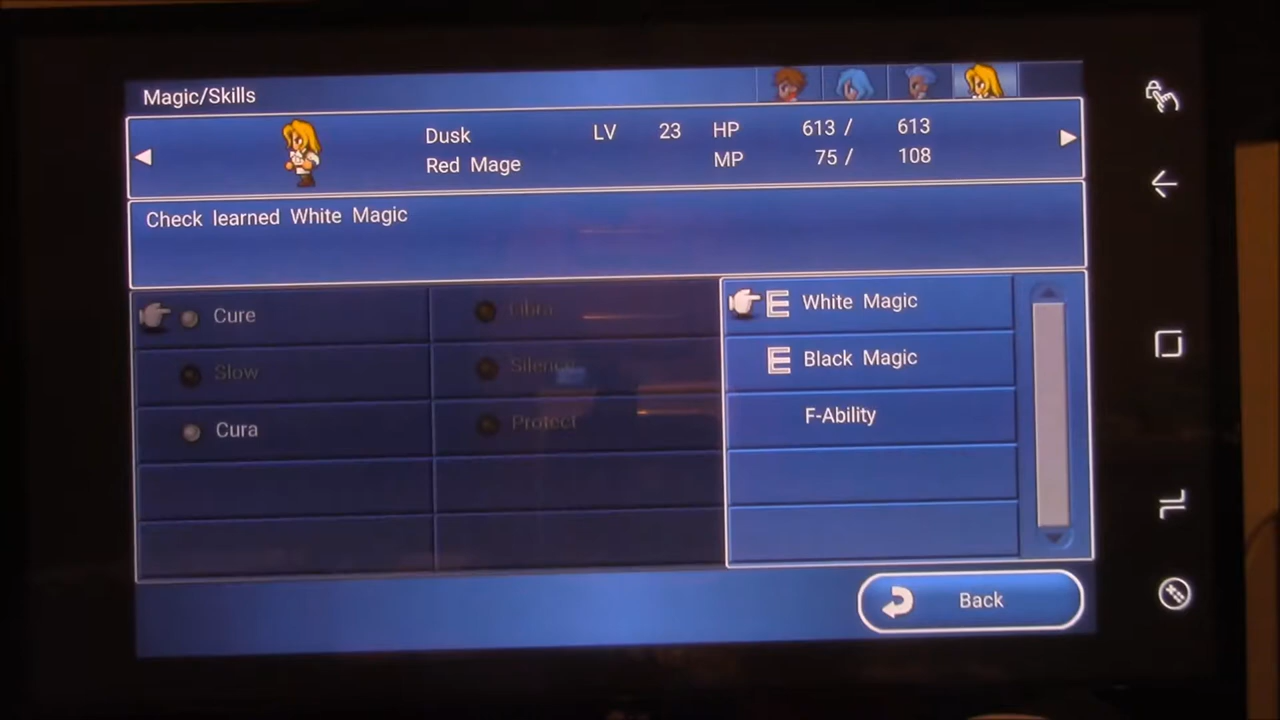 Magic/Skills
Dusk LV 23 HP 613 / 613
Red Mage MP 75 / 108
Check learned White Magic
Cure Libra E White Magic
Slow Silence E Black Magic
Cura Protect F-Ability
Back